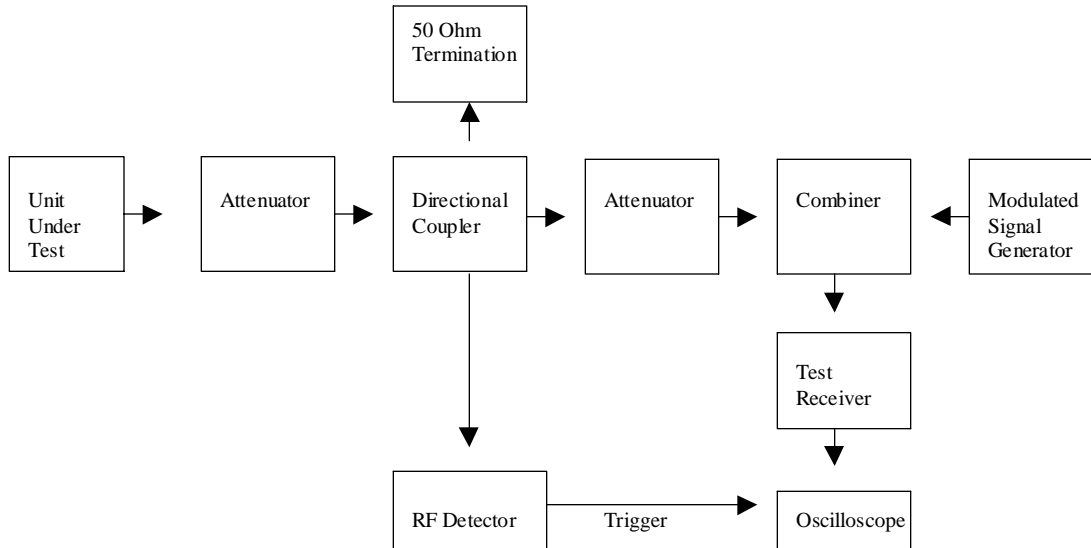 50 Ohm
Termination
Unit
Under
Test
Attenuator
Directional
Coupler
Attenuator
Combiner
Modulated
Signal
Generator
Test
Receiver
RF Detector
Trigger
Oscilloscope